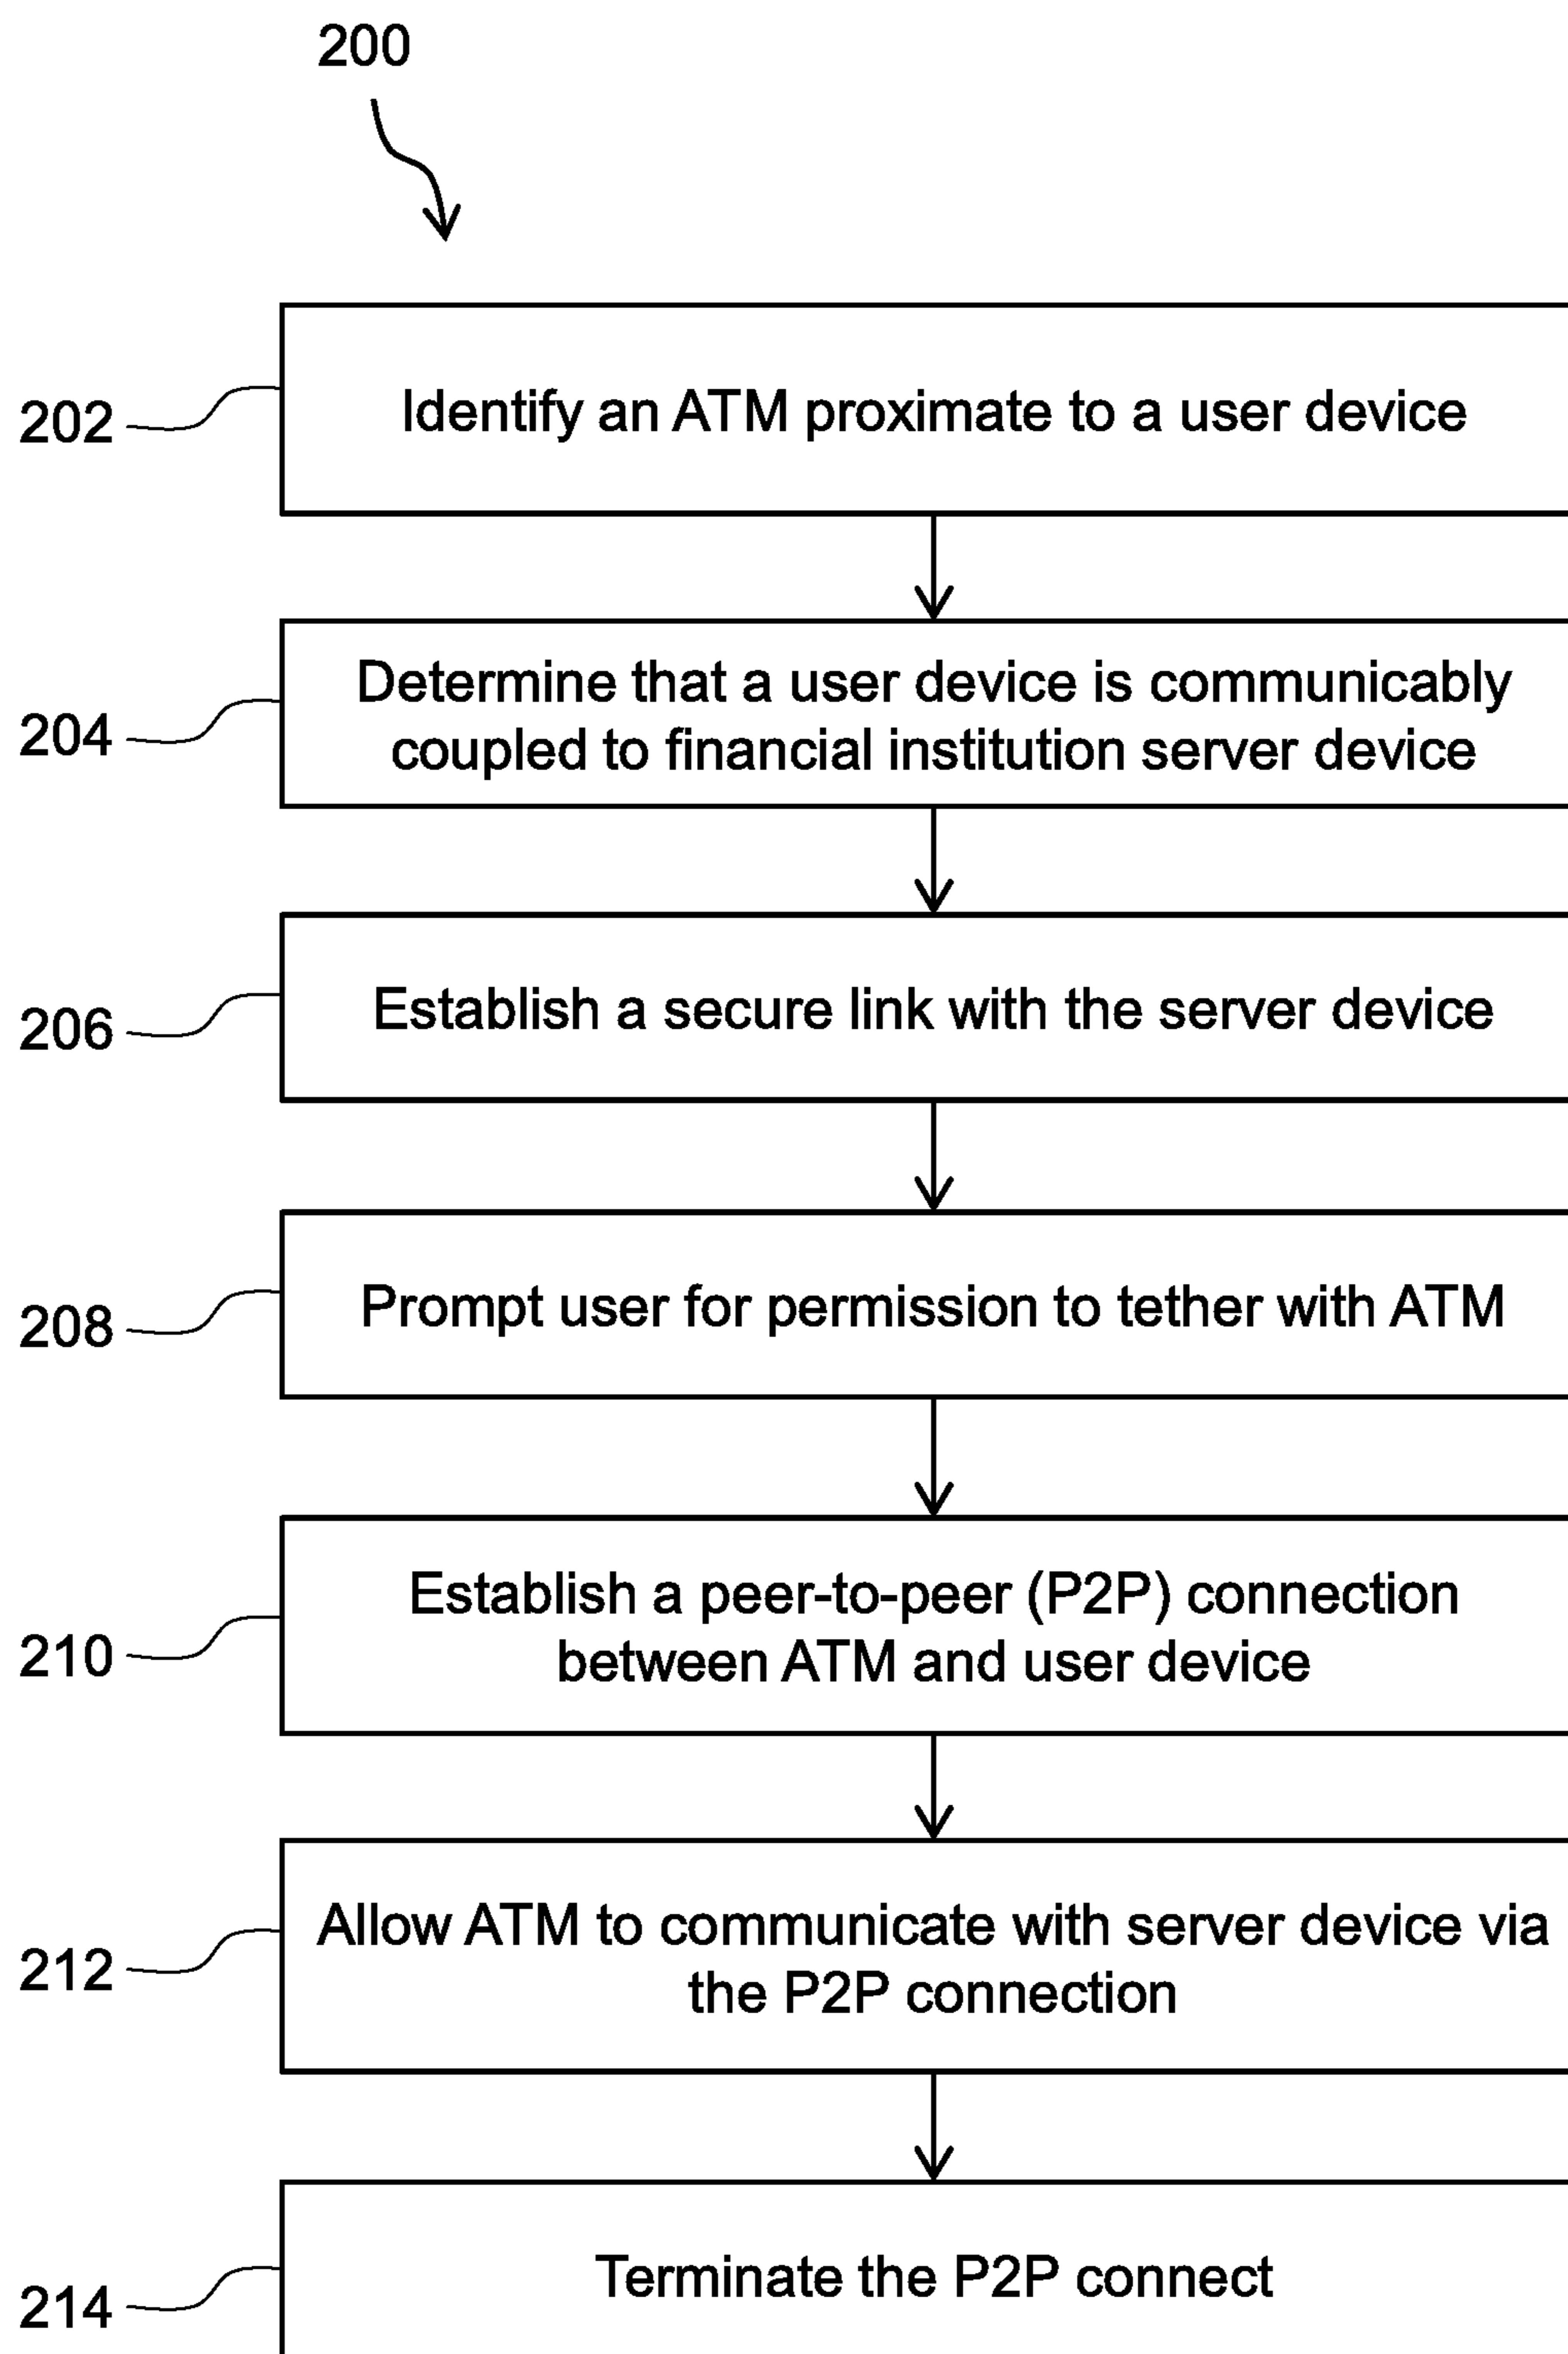 200
202
Identify an ATM proximate to a user device
204
Determine that a user device is communicably
coupled to financial institution server device
206
Establish a secure link with the server device
208
Prompt user for permission to tether with ATM
210
Establish a peer-to-peer (P2P) connection
between ATM and user device
212
Allow ATM to communicate with server device via
the P2P connection
214
Terminate the P2P connect